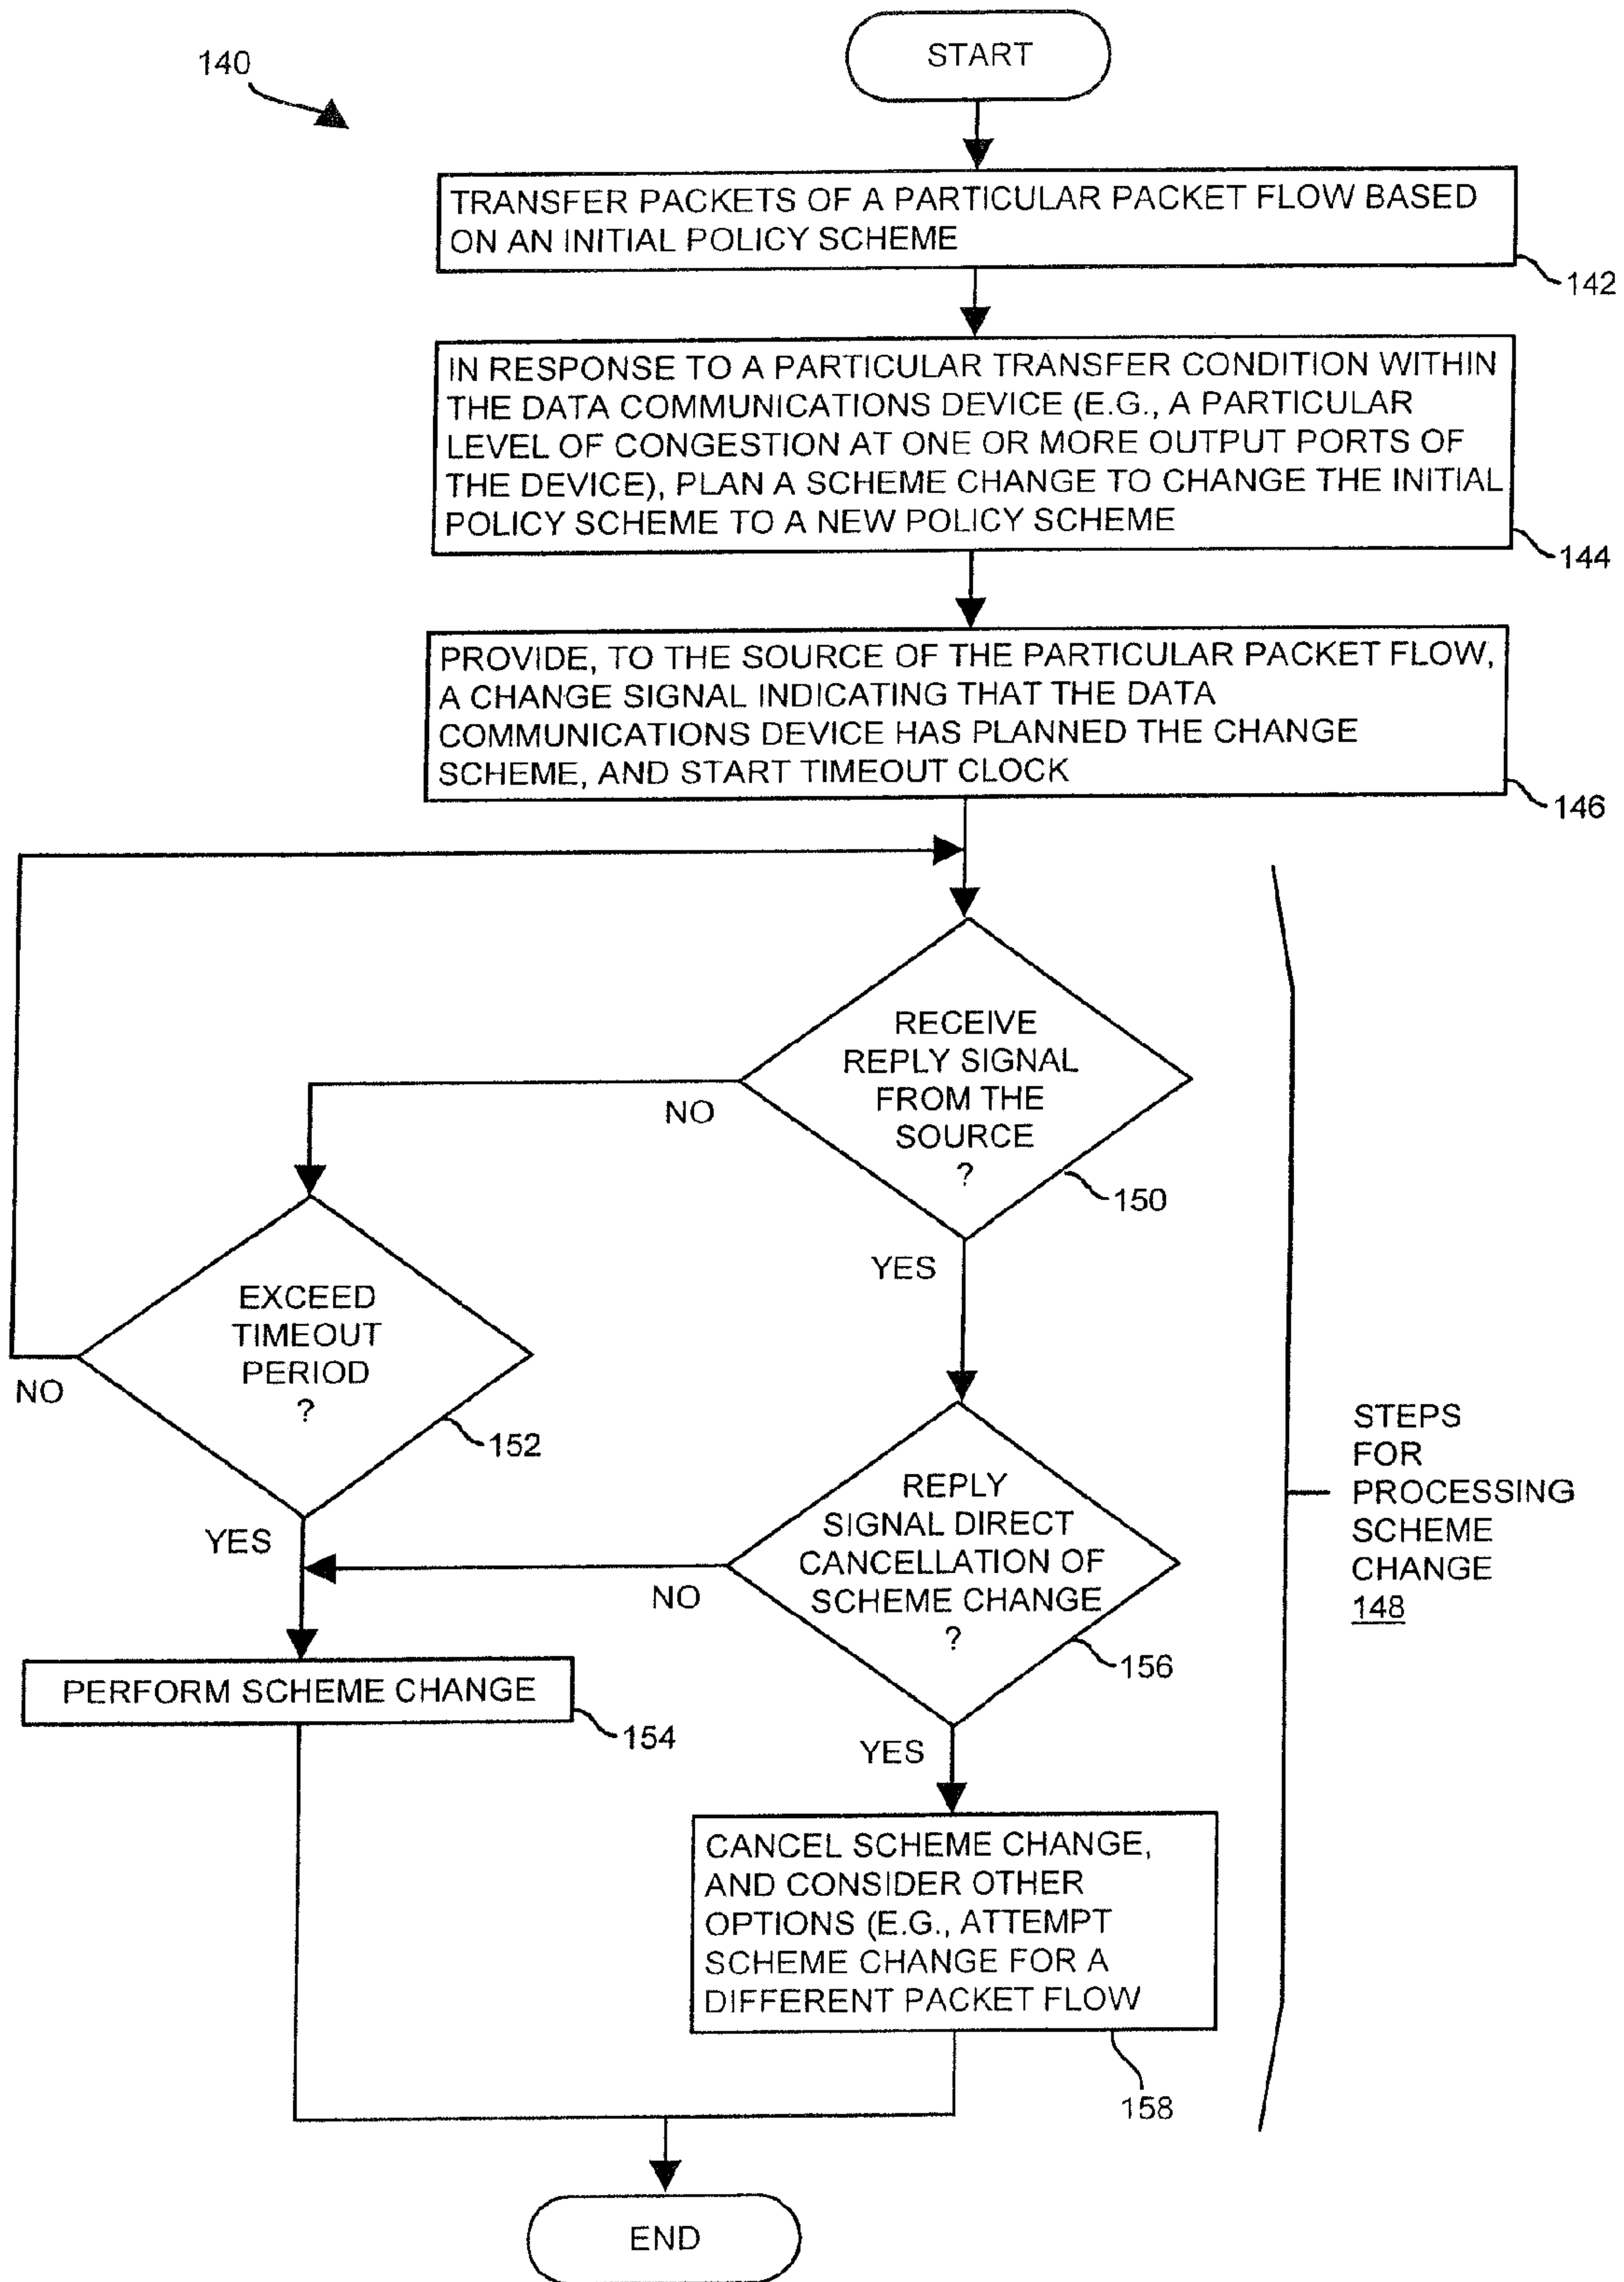 START
140
TRANSFER PACKETS OF A PARTICULAR PACKET FLOW BASED
ON AN INITIAL POLICY SCHEME
142
IN RESPONSE TO A PARTICULAR TRANSFER CONDITION WITHIN
THE DATA COMMUNICATIONS DEVICE (E.G., A PARTICULAR
LEVEL OF CONGESTION AT ONE OR MORE OUTPUT PORTS OF
THE DEVICE), PLAN A SCHEME CHANGE TO CHANGE THE INITIAL
POLICY SCHEME TO A NEW POLICY SCHEME
144
PROVIDE, TO THE SOURCE OF THE PARTICULAR PACKET FLOW,
A CHANGE SIGNAL INDICATING THAT THE DATA
COMMUNICATIONS DEVICE HAS PLANNED THE CHANGE
SCHEME, AND START TIMEOUT CLOCK
146
RECEIVE
REPLY SIGNAL
FROM THE
SOURCE
?
150
NO
YES
EXCEED
TIMEOUT
PERIOD
?
152
NO
YES
REPLY
SIGNAL DIRECT
CANCELLATION OF
SCHEME CHANGE
?
156
NO
YES
STEPS
FOR
PROCESSING
SCHEME
CHANGE
148
PERFORM SCHEME CHANGE
154
CANCEL SCHEME CHANGE,
AND CONSIDER OTHER
OPTIONS (E.G., ATTEMPT
SCHEME CHANGE FOR A
DIFFERENT PACKET FLOW
158
END